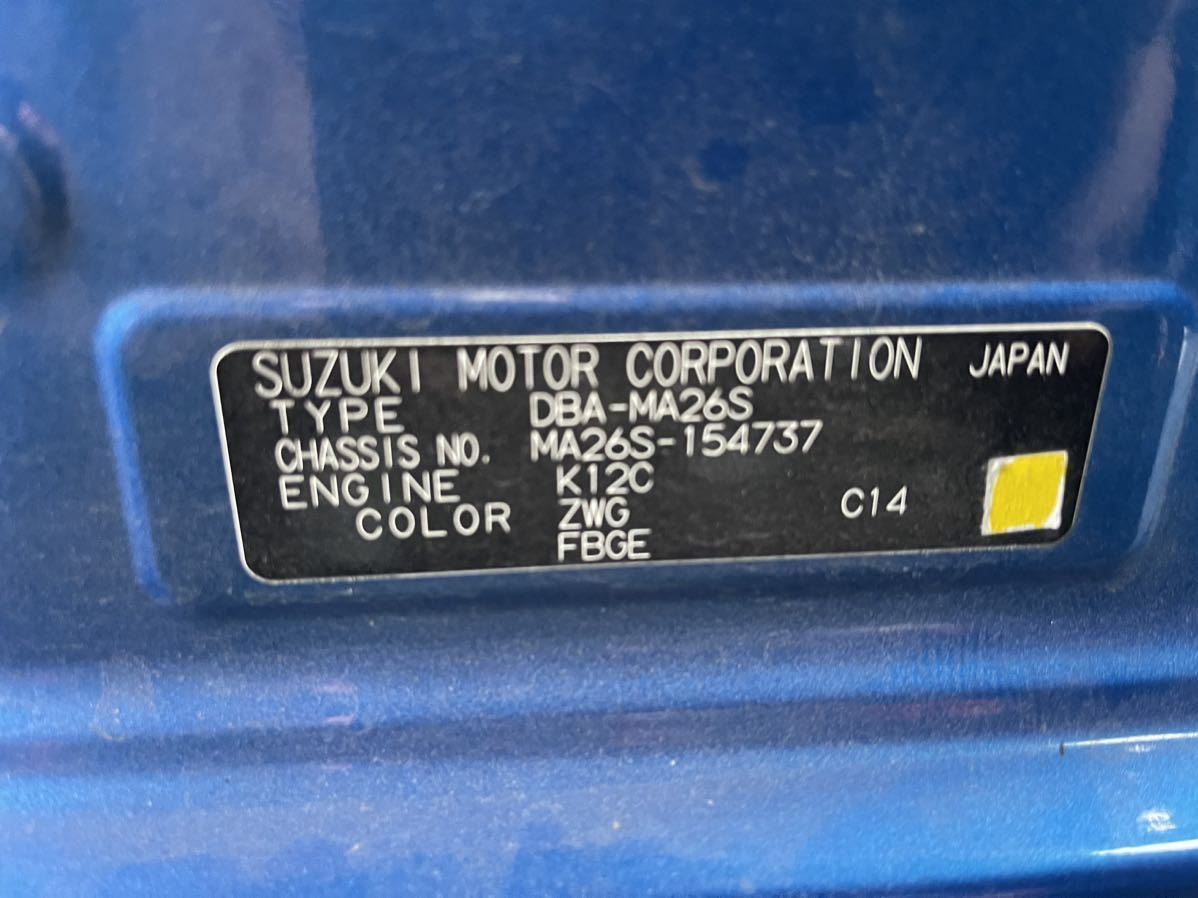 SUZUKI MOTOR CORPORATION JAPAN
TYPE DBA-MA26S
CHASSIS NO. MA26S-154737
ENGINE K12C
COLOR ZWG C14
FBGE